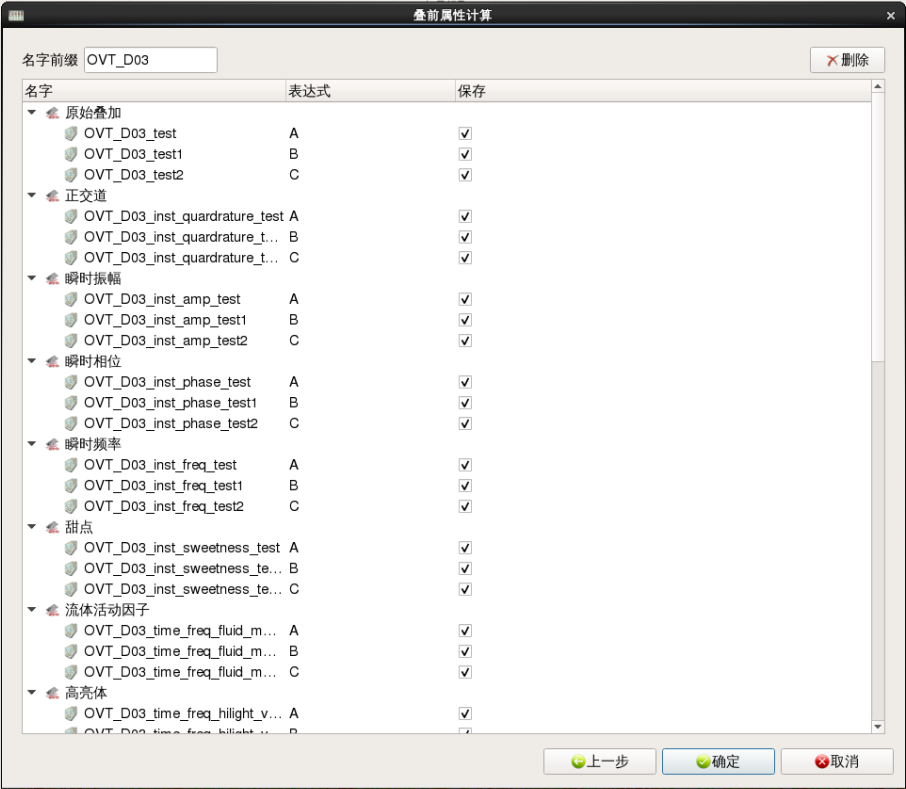 叠前属性计算
名字前缀 OVT_D03 删除
名字 表达式 保存
原始叠加
OVT_D03_test A
OVT_D03_test1 B
OVT_D03_test2 C
正交道
OVT_D03_inst_quardrature_test A
OVT_D03_inst_quardrature_t... B
OVT_D03_inst_quardrature_t... C
瞬时振幅
OVT_D03_inst_amp_test A
OVT_D03_inst_amp_test1 B
OVT_D03_inst_amp_test2 C
瞬时相位
OVT_D03_inst_phase_test A
OVT_D03_inst_phase_test1 B
OVT_D03_inst_phase_test2 C
瞬时频率
OVT_D03_inst_freq_test A
OVT_D03_inst_freq_test1 B
OVT_D03_inst_freq_test2 C
甜点
OVT_D03_inst_sweetness_test A
OVT_D03_inst_sweetness_te... B
OVT_D03_inst_sweetness_te... C
流体活动因子
OVT_D03_time_freq_fluid_m... A
OVT_D03_time_freq_fluid_m... B
OVT_D03_time_freq_fluid_m... C
高亮体
OVT_D03_time_freq_hilight_v... A
OVT_D03_time_freq_hilight_v... B
上一步 确定 取消